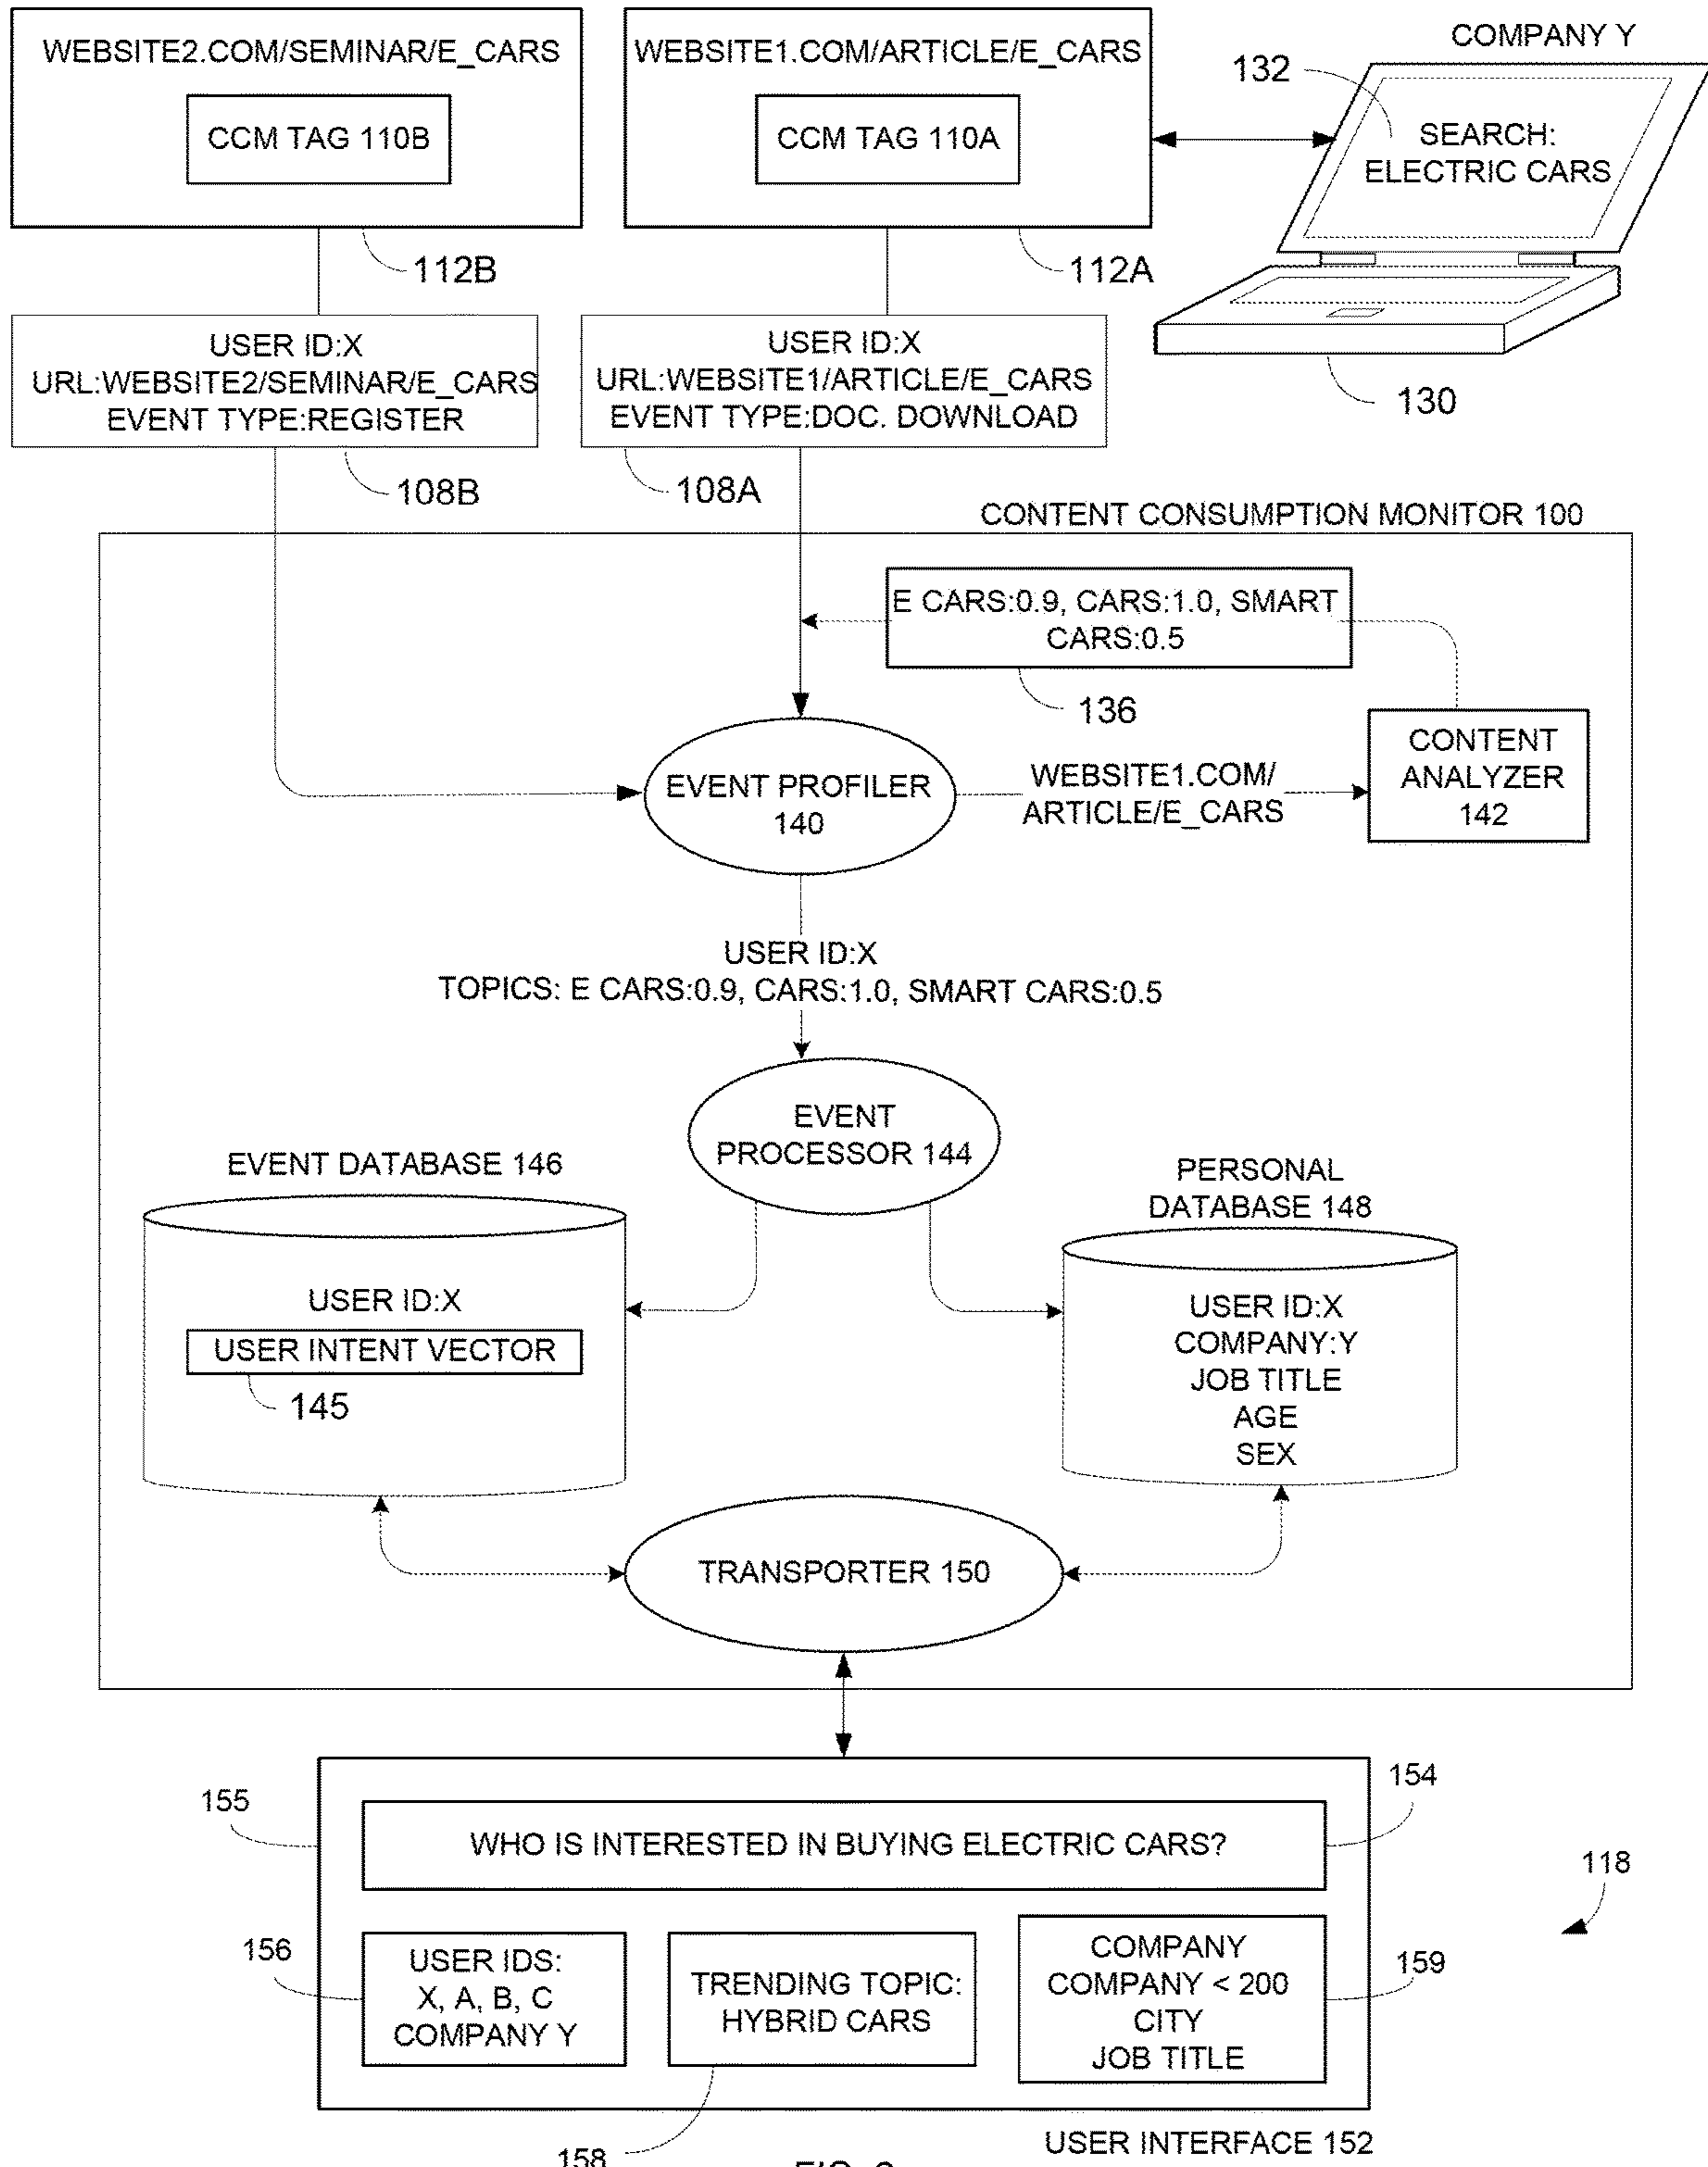 COMPANY Y
WEBSITE2.COM/SEMINAR/E_CARS
CCM TAG 110B
112B
WEBSITE1.COM/ARTICLE/E_CARS
CCM TAG 110A
112A
132
SEARCH:
ELECTRIC CARS
130
USER ID:X
URL:WEBSITE2/SEMINAR/E_CARS
EVENT TYPE:REGISTER
108B
USER ID:X
URL:WEBSITE1/ARTICLE/E_CARS
EVENT TYPE:DOC. DOWNLOAD
108A
CONTENT CONSUMPTION MONITOR 100
E CARS:0.9, CARS:1.0, SMART
CARS:0.5
136
EVENT PROFILER
140
WEBSITE1.COM/
ARTICLE/E_CARS
CONTENT
ANALYZER
142
USER ID:X
TOPICS: E CARS:0.9, CARS:1.0, SMART CARS:0.5
EVENT
PROCESSOR 144
EVENT DATABASE 146
USER ID:X
USER INTENT VECTOR
145
PERSONAL
DATABASE 148
USER ID:X
COMPANY:Y
JOB TITLE
AGE
SEX
TRANSPORTER 150
155
154
WHO IS INTERESTED IN BUYING ELECTRIC CARS?
118
156
USER IDS:
X, A, B, C
COMPANY Y
TRENDING TOPIC:
HYBRID CARS
COMPANY
COMPANY < 200
CITY
JOB TITLE
159
158
USER INTERFACE 152